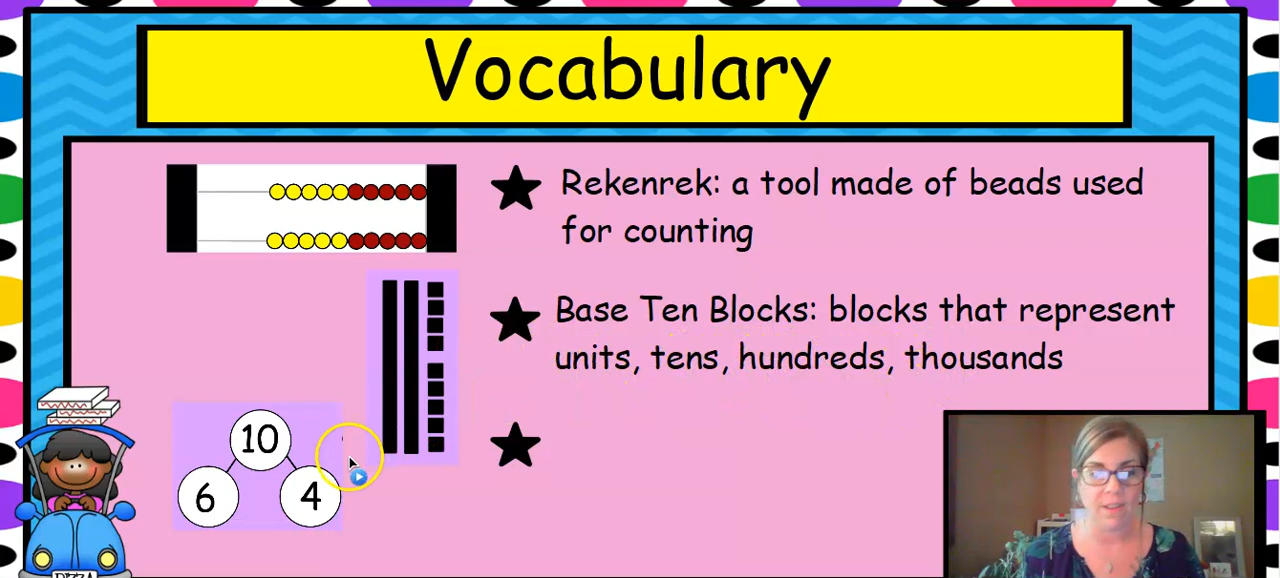 Vocabulary
Rekenrek: a tool made of beads used
for counting
Base Ten Blocks: blocks that represent
units, tens, hundreds, thousands
10
6 4
PIZZA